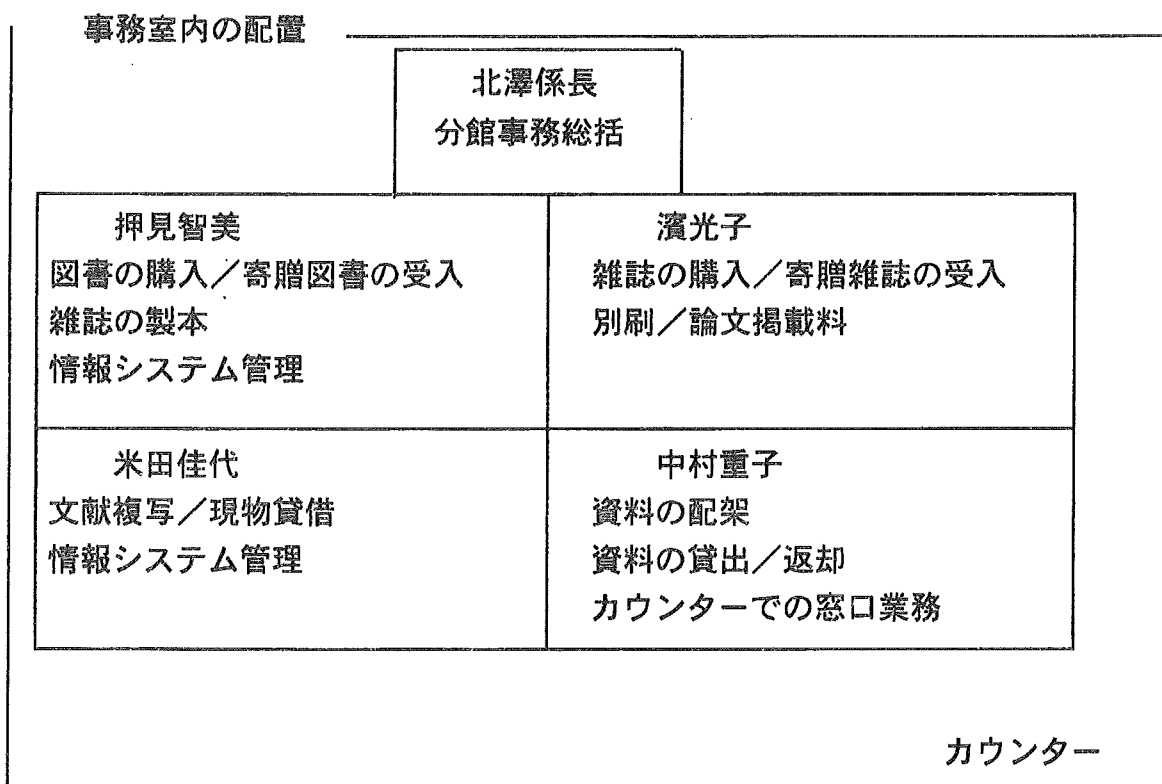 事務室内の配置
北澤係長
分館事務総括
押見智美
図書の購入／寄贈図書の受入
雑誌の製本
情報システム管理
濱光子
雑誌の購入／寄贈雑誌の受入
別刷／論文掲載料
米田佳代
文献複写／現物貸借
情報システム管理
中村重子
資料の配架
資料の貸出／返却
カウンターでの窓口業務
カウンター